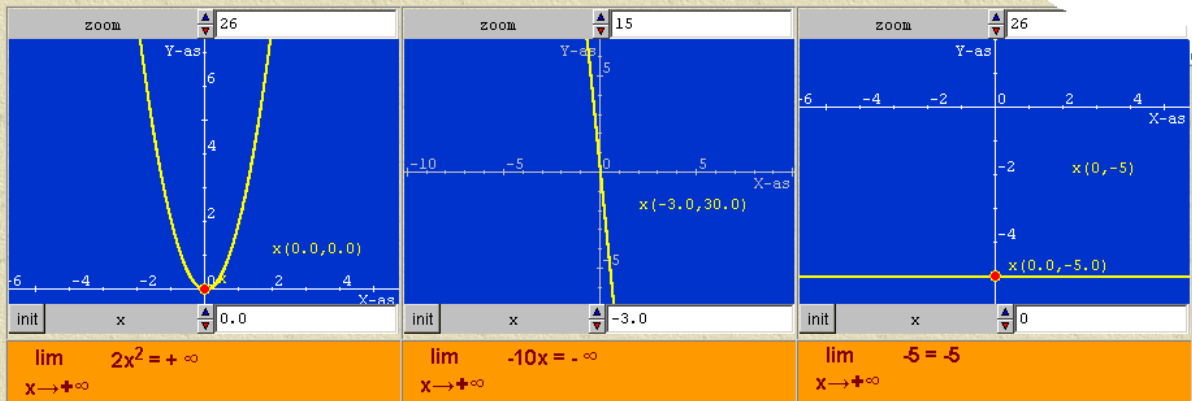 zoom 26
Y-as
6
4
2
-6 -4 -2 0 x 2 4
X-as
x(0.0,0.0)
init x 0.0
lim 2x² = + ∞
x→+∞
zoom 15
Y-as
5
-10 -5 0 5
X-as
x(-3.0,30.0)
-5
init x -3.0
lim -10x = - ∞
x→+∞
zoom 26
Y-as
-6 -4 -2 0 2 4
X-as
-2
x(0,-5)
-4
x(0.0,-5.0)
init x 0
lim -5 = -5
x→+∞